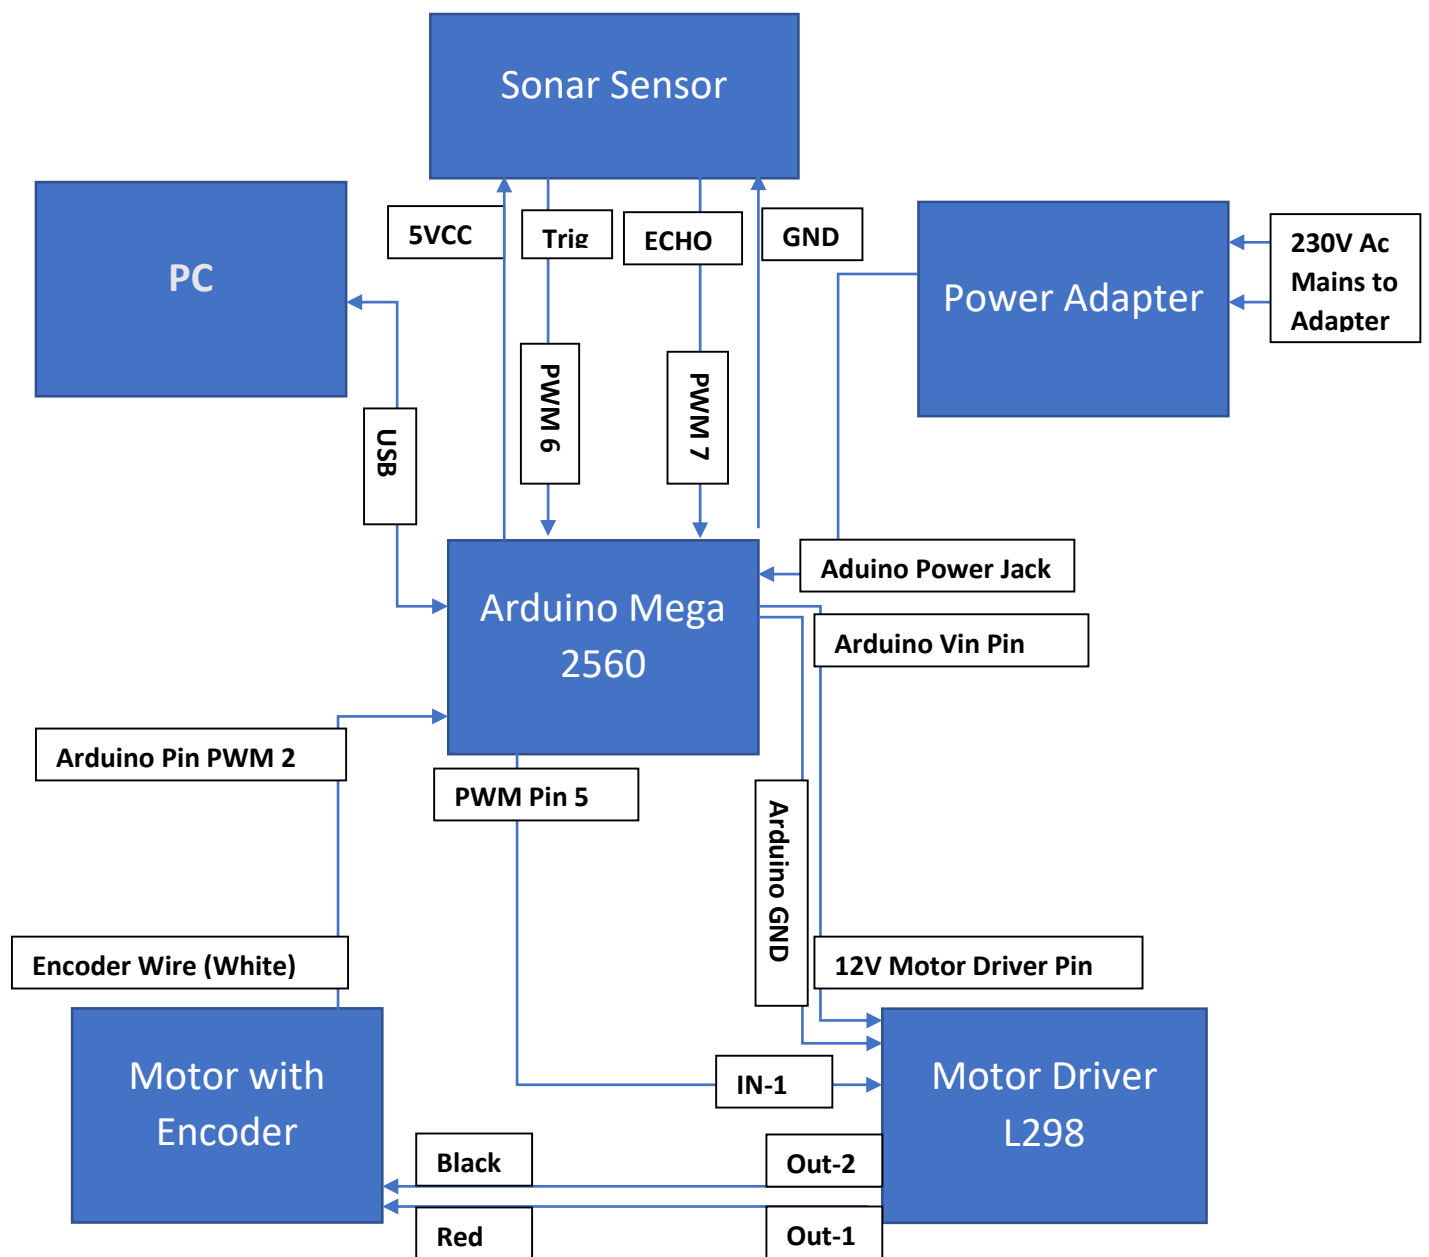 Sonar Sensor
PC
5VCC
Trig
ECHO
GND
Power Adapter
230V Ac
Mains to
Adapter
USB
PWM 6
PWM 7
Aduino Power Jack
Arduino Mega
2560
Arduino Vin Pin
Arduino Pin PWM 2
PWM Pin 5
Arduino GND
Encoder Wire (White)
12V Motor Driver Pin
Motor with
Encoder
IN-1
Motor Driver
L298
Black
Out-2
Red
Out-1